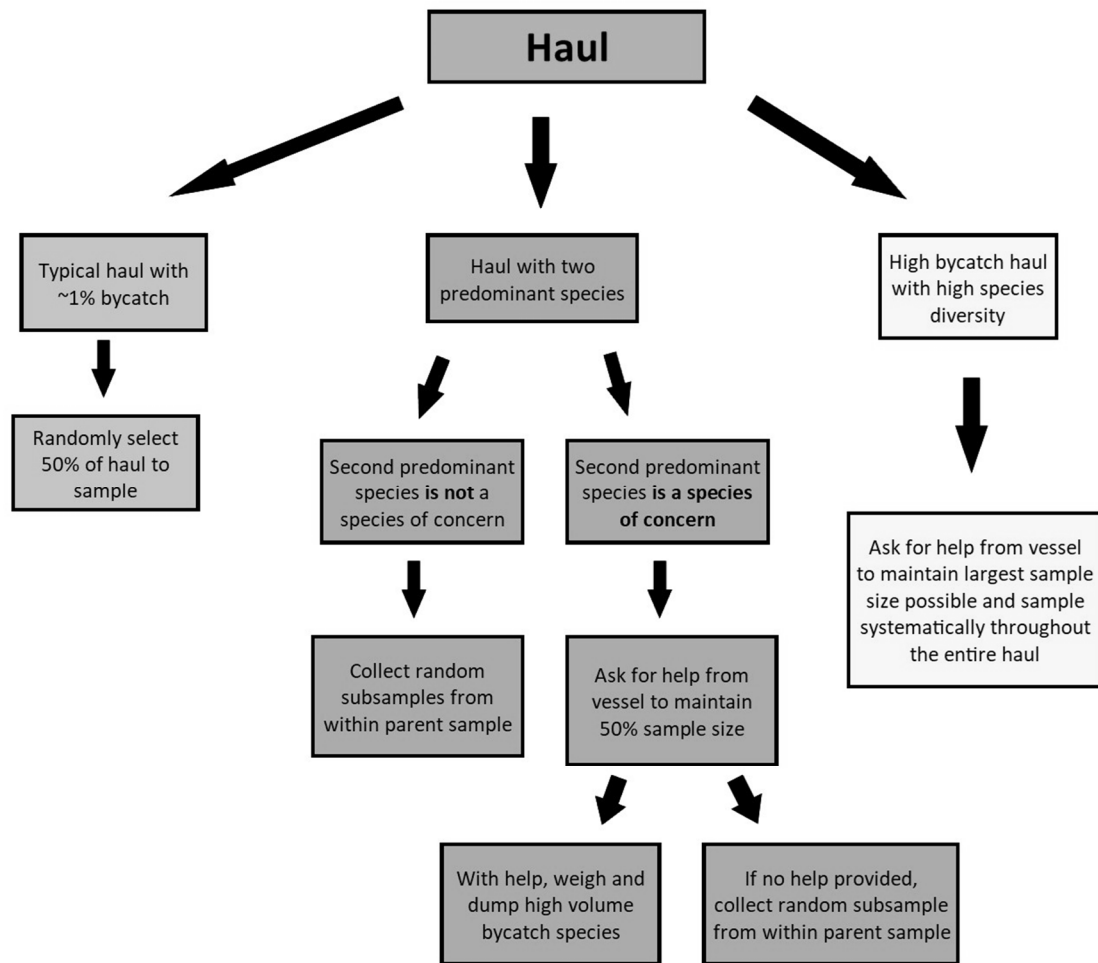 Haul
Typical haul with
~1% bycatch
Haul with two
predominant species
High bycatch haul
with high species
diversity
Randomly select
50% of haul to
sample
Second predominant
species is not a
species of concern
Second predominant
species is a species
of concern
Ask for help from vessel
to maintain largest sample
size possible and sample
systematically throughout
the entire haul
Collect random
subsamples from
within parent sample
Ask for help from
vessel to maintain
50% sample size
With help, weigh and
dump high volume
bycatch species
If no help provided,
collect random subsample
from within parent sample